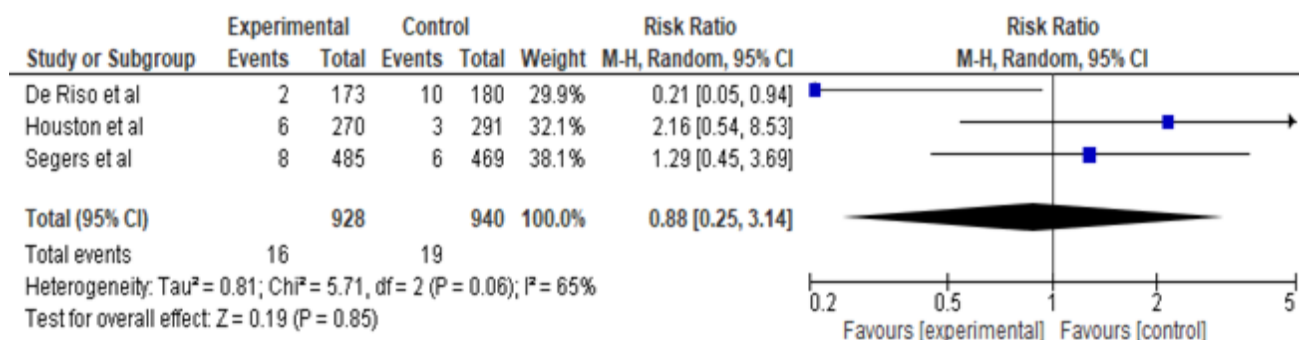 Experimental Control Risk Ratio Risk Ratio
Study or Subgroup Events Total Events Total Weight M-H, Random, 95% CI M-H, Random, 95% CI
De Riso et al 2 173 10 180 29.9% 0.21 [0.05, 0.94]
Houston et al 6 270 3 291 32.1% 2.16 [0.54, 8.53]
Segers et al 8 485 6 469 38.1% 1.29 [0.45, 3.69]
Total (95% CI) 928 940 100.0% 0.88 [0.25, 3.14]
Total events 16 19
Heterogeneity: Tau² = 0.81; Chi² = 5.71, df = 2 (P = 0.06); I² = 65%
Test for overall effect: Z = 0.19 (P = 0.85)
0.2 0.5 1 2 5
Favours [experimental] Favours [control]